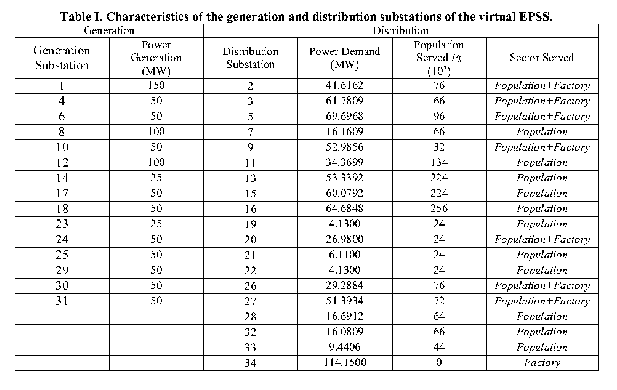 Table I. Characteristics of the generation and distribution substations of the virtual EPSS.
Generation Distribution
Generation Substation Power Generation (MW) Distribution Substation Power Demand (MW) Population Served Sector Served
1 150 2 41.6162 76 Population+Factory
4 50 3 61.7809 66 Population+Factory
6 50 5 69.6968 96 Population+Factory
8 100 7 16.1609 66 Population
10 50 9 52.9856 32 Population+Factory
12 100 11 34.3699 134 Population
14 25 13 53.3392 224 Population
17 50 15 60.0792 224 Population
18 50 16 64.6848 256 Population
23 25 19 4.1300 24 Population
24 50 20 26.9800 24 Population+Factory
25 50 21 6.1100 24 Population
29 50 22 4.1300 24 Population
30 50 26 29.2884 76 Population+Factory
31 50 27 51.3934 72 Population+Factory
28 16.6912 64 Population
32 16.0809 66 Population
33 9.4406 44 Population
34 114.1500 0 Factory